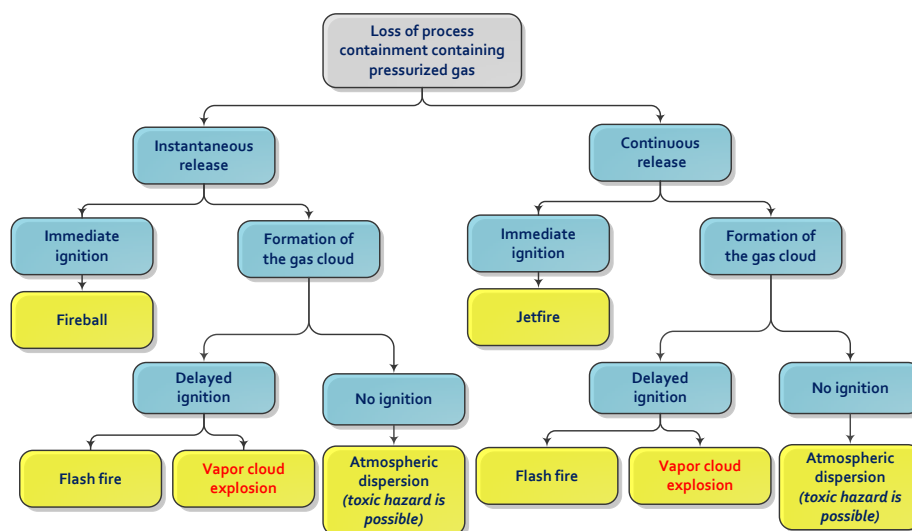 Loss of process
containment containing
pressurized gas
Instantaneous
release
Continuous
release
Immediate
ignition
Formation of
the gas cloud
Immediate
ignition
Formation of
the gas cloud
Fireball
Jetfire
Delayed
ignition
No ignition
Delayed
ignition
No ignition
Flash fire
Vapor cloud
explosion
Atmospheric
dispersion
(toxic hazard is
possible)
Flash fire
Vapor cloud
explosion
Atmospheric
dispersion
(toxic hazard is
possible)